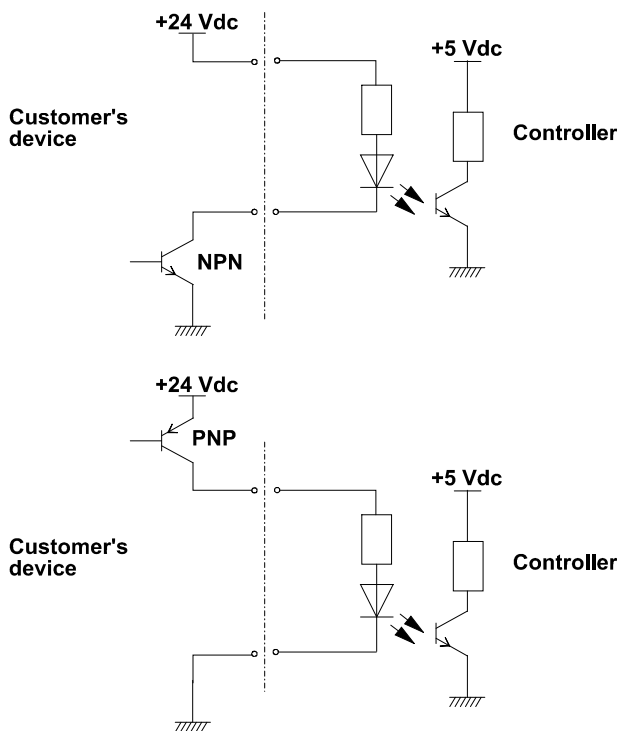 +24 Vdc
+5 Vdc
Customer's
device
Controller
NPN
+24 Vdc
PNP
+5 Vdc
Customer's
device
Controller